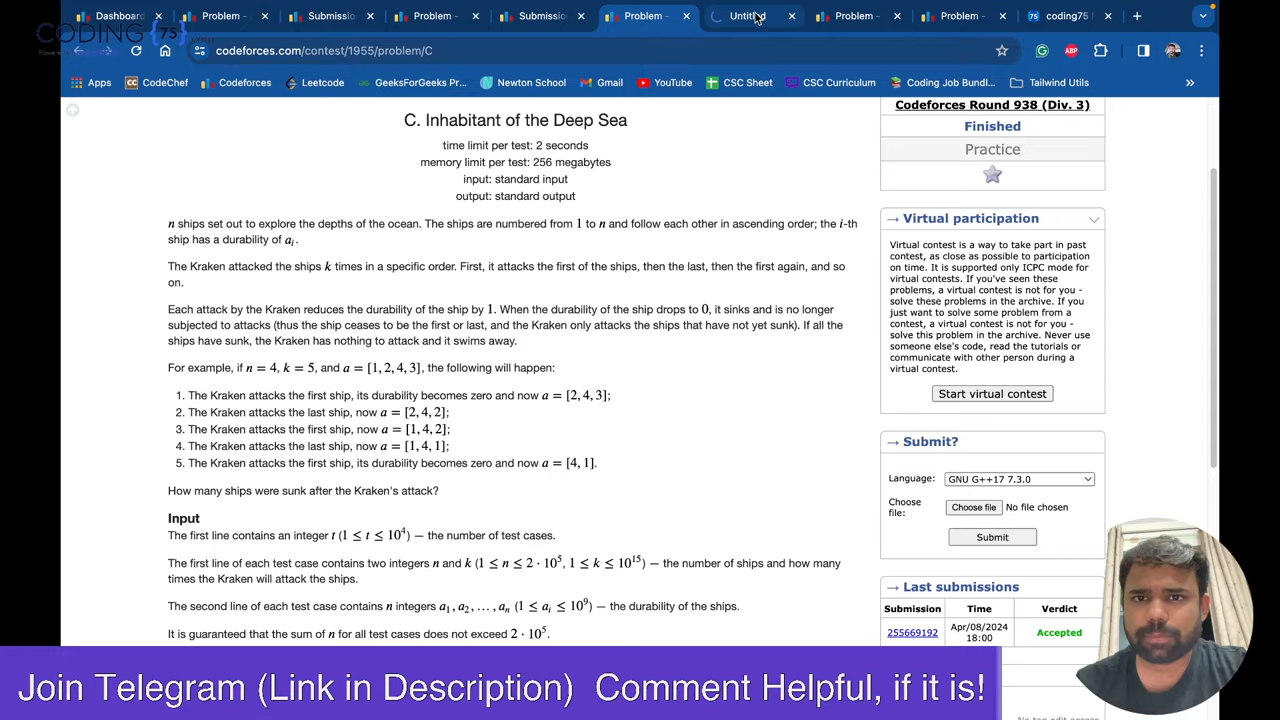 Dashboard
Problem -
Submissio
Problem -
Submissio
Problem -
Untitled
Problem -
Problem -
coding75
CODING 75
codeforces.com/contest/1955/problem/C
Apps
CodeChef
Codeforces
Leetcode
GeeksForGeeks Pr...
Newton School
Gmail
YouTube
CSC Sheet
CSC Curriculum
Coding Job Bundl...
Tailwind Utils
»
C. Inhabitant of the Deep Sea
time limit per test: 2 seconds
memory limit per test: 256 megabytes
input: standard input
output: standard output
n ships set out to explore the depths of the ocean. The ships are numbered from 1 to n and follow each other in ascending order; the i-th
ship has a durability of aᵢ.
The Kraken attacked the ships k times in a specific order. First, it attacks the first of the ships, then the last, then the first again, and so
on.
Each attack by the Kraken reduces the durability of the ship by 1. When the durability of the ship drops to 0, it sinks and is no longer
subjected to attacks (thus the ship ceases to be the first or last, and the Kraken only attacks the ships that have not yet sunk). If all the
ships have sunk, the Kraken has nothing to attack and it swims away.
For example, if n = 4, k = 5, and a = [1, 2, 4, 3], the following will happen:
1. The Kraken attacks the first ship, its durability becomes zero and now a = [2, 4, 3];
2. The Kraken attacks the last ship, now a = [2, 4, 2];
3. The Kraken attacks the first ship, now a = [1, 4, 2];
4. The Kraken attacks the last ship, now a = [1, 4, 1];
5. The Kraken attacks the first ship, its durability becomes zero and now a = [4, 1].
How many ships were sunk after the Kraken's attack?
Input
The first line contains an integer t (1 ≤ t ≤ 10⁴) — the number of test cases.
The first line of each test case contains two integers n and k (1 ≤ n ≤ 2 · 10⁵, 1 ≤ k ≤ 10¹⁵) — the number of ships and how many
times the Kraken will attack the ships.
The second line of each test case contains n integers a₁, a₂, … , aₙ (1 ≤ aᵢ ≤ 10⁹) — the durability of the ships.
It is guaranteed that the sum of n for all test cases does not exceed 2 · 10⁵.
Codeforces Round 938 (Div. 3)
Finished
Practice
→ Virtual participation
Virtual contest is a way to take part in past
contest, as close as possible to participation
on time. It is supported only ICPC mode for
virtual contests. If you've seen these
problems, a virtual contest is not for you -
solve these problems in the archive. If you
just want to solve some problem from a
contest, a virtual contest is not for you -
solve this problem in the archive. Never use
someone else's code, read the tutorials or
communicate with other person during a
virtual contest.
Start virtual contest
→ Submit?
Language: GNU G++17 7.3.0
Choose
file: Choose file No file chosen
Submit
→ Last submissions
Submission Time Verdict
255669192 Apr/08/2024
18:00 Accepted
Join Telegram (Link in Description) Comment Helpful, if it is!